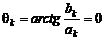 θₖ = arctg bₖ/aₖ = 0